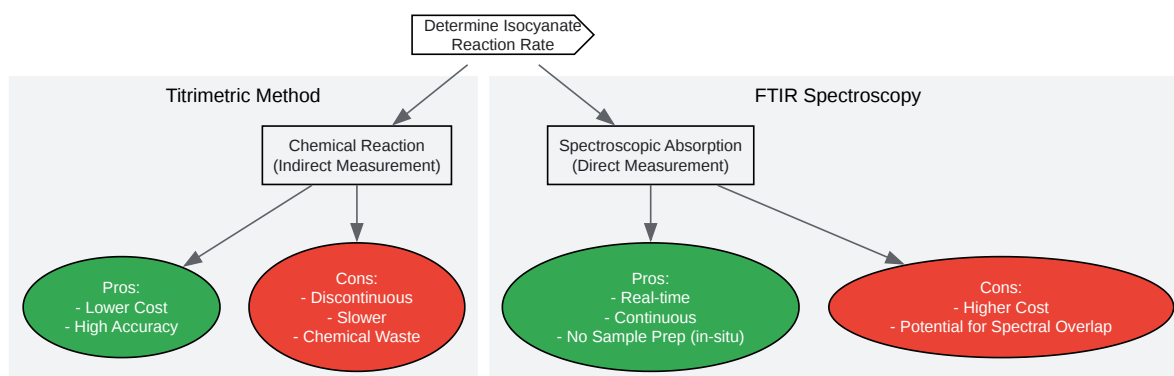 Determine Isocyanate
Reaction Rate
Titrimetric Method
Chemical Reaction
(Indirect Measurement)
Pros:
- Lower Cost
- High Accuracy
Cons:
- Discontinuous
- Slower
- Chemical Waste
FTIR Spectroscopy
Spectroscopic Absorption
(Direct Measurement)
Pros:
- Real-time
- Continuous
- No Sample Prep (in-situ)
Cons:
- Higher Cost
- Potential for Spectral Overlap